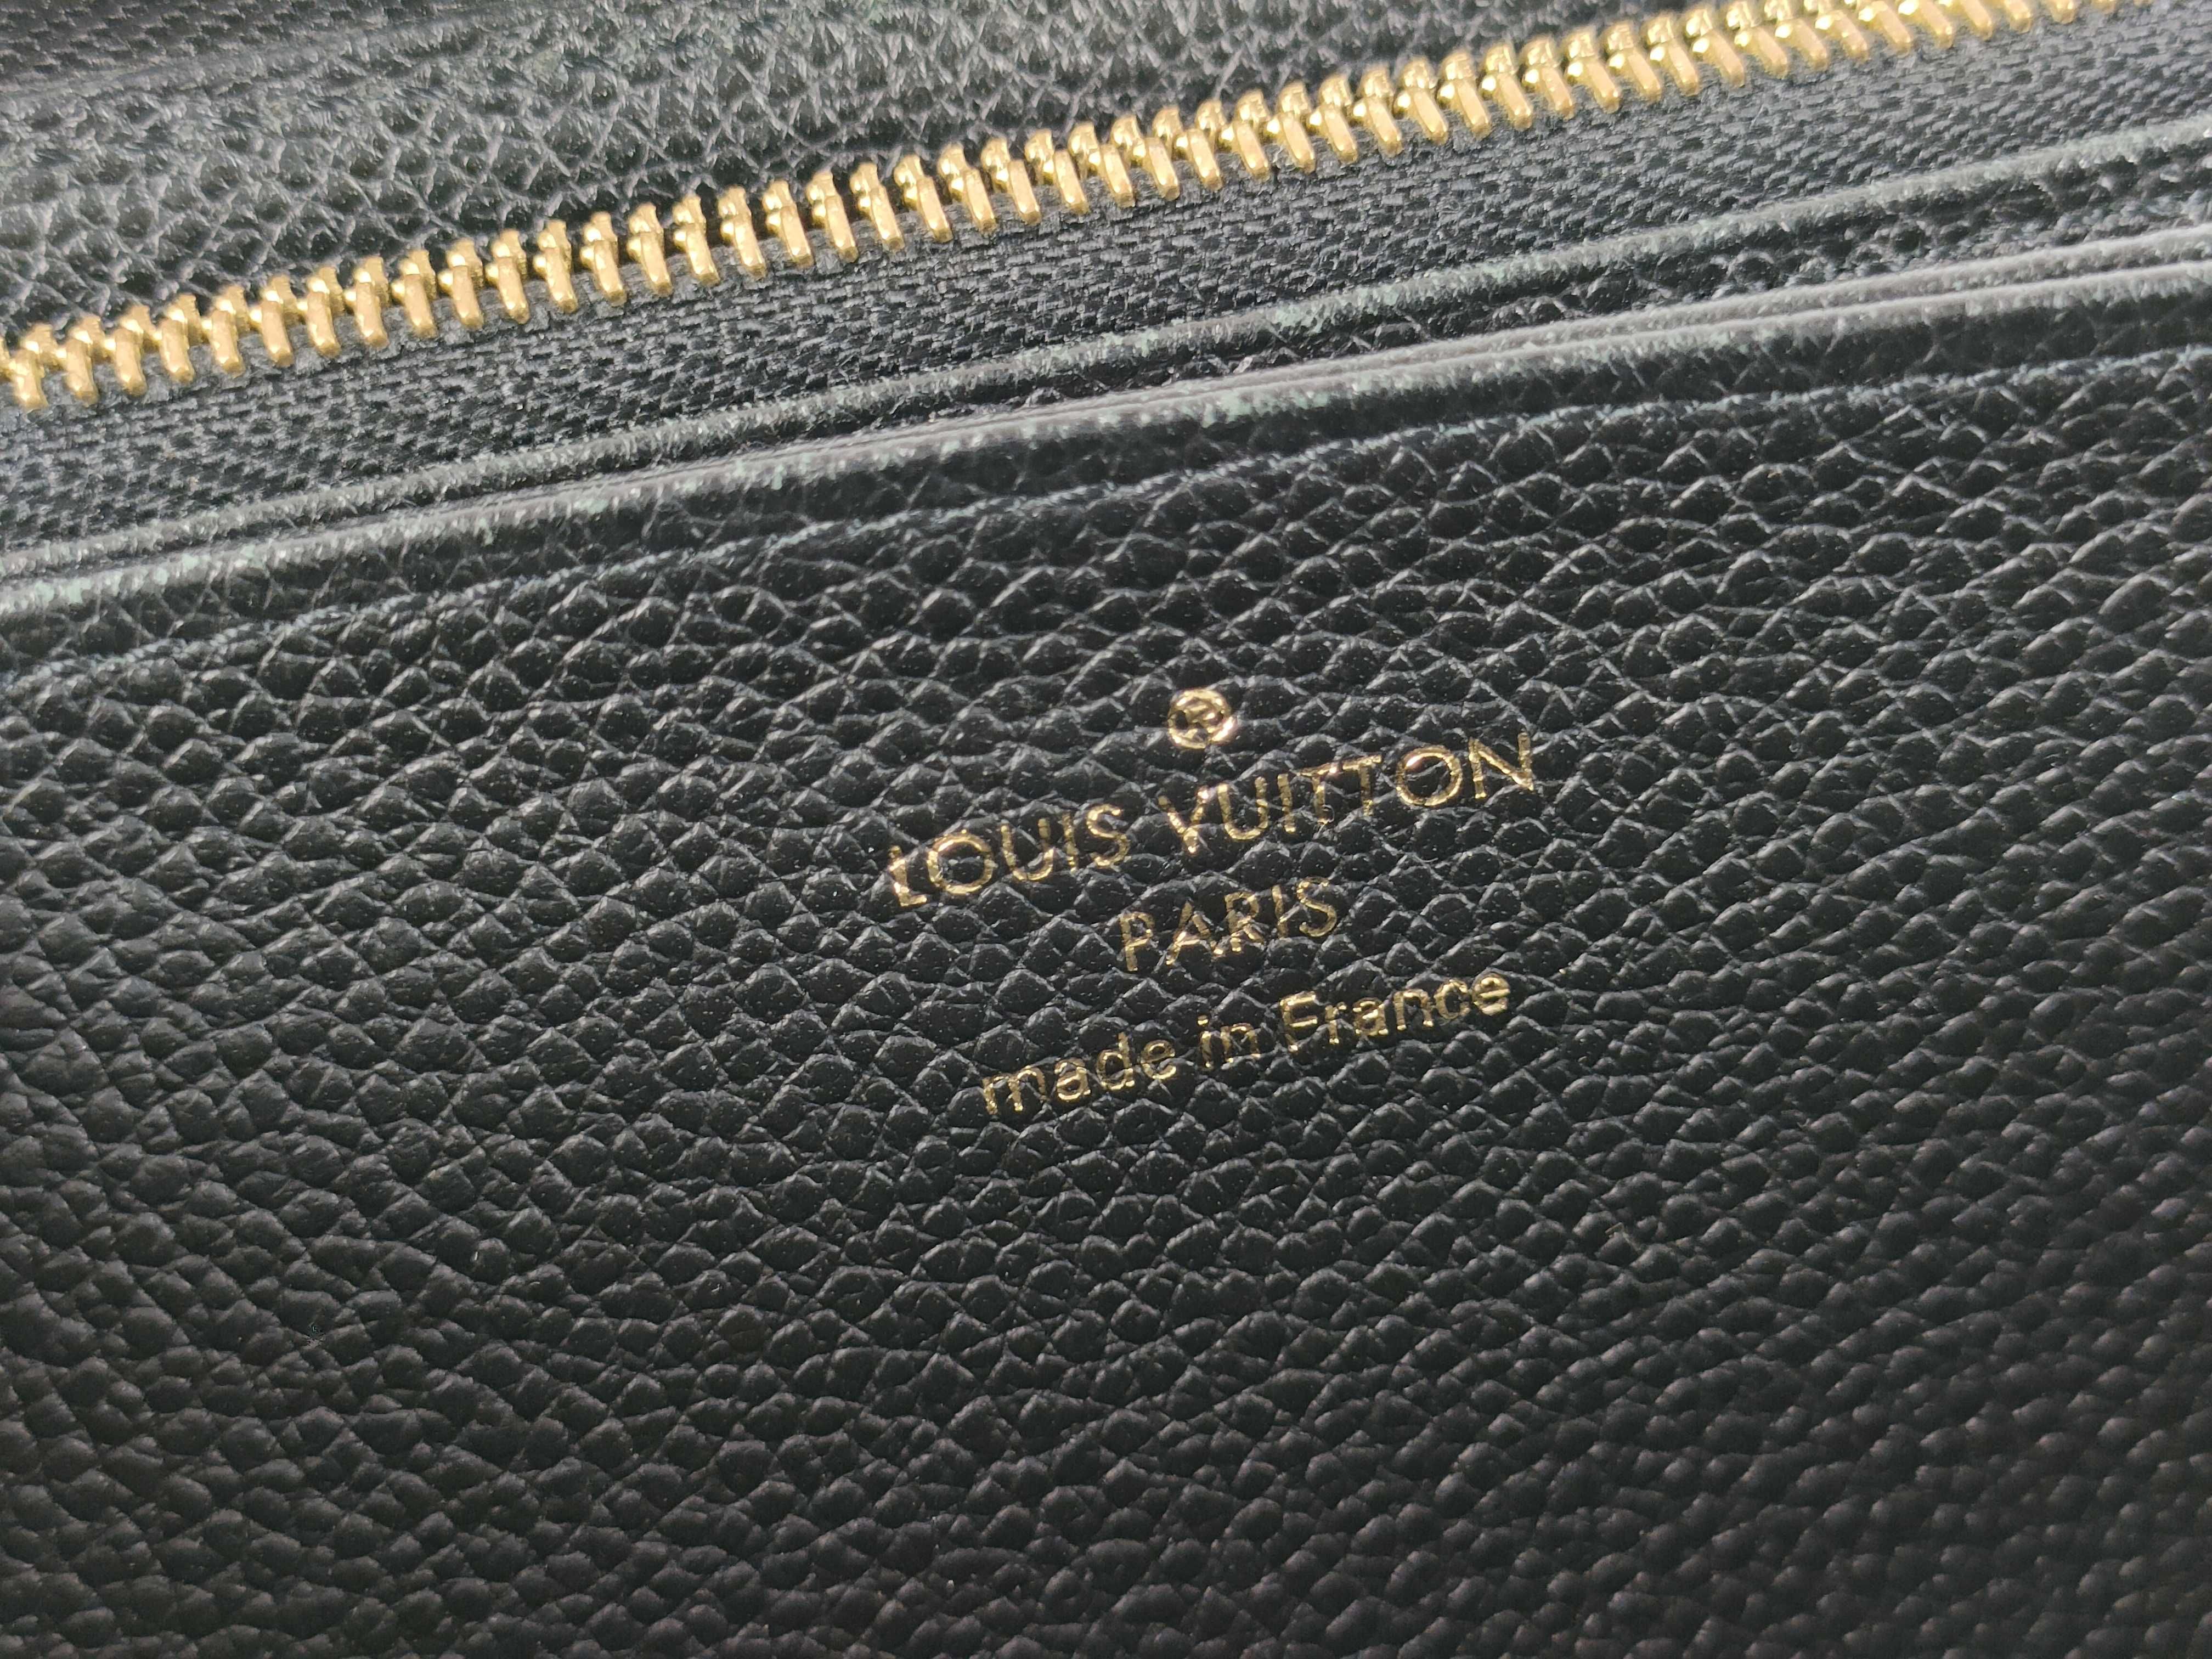 ®
LOUIS VUITTON
PARIS
made in France